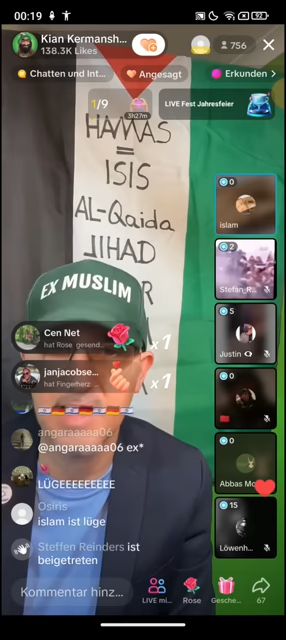 00:19
92
Kian Kermansh...
138.3K Likes
756
Chatten und Int...
Angesagt
Erkunden
1/9
3h27m
LIVE Fest Jahresfeier
HAMAS
=
ISIS
AL-Qaida
JIHAD
R
EX MUSLIM
0
islam
2
Stefan_R...
5
Justin
0
0
Abbas Mo
15
Löwenh...
Cen Net
hat Rose gesend...
x1
janjacobse...
hat Fingerherz ...
x1
angaraaaaa06
@angaraaaaa06 ex*
LÜGEEEEEEEEE
Osiris
islam ist lüge
Steffen Reinders ist
beigetreten
Kommentar hinz...
LIVE mi...
Rose
Gesche...
67